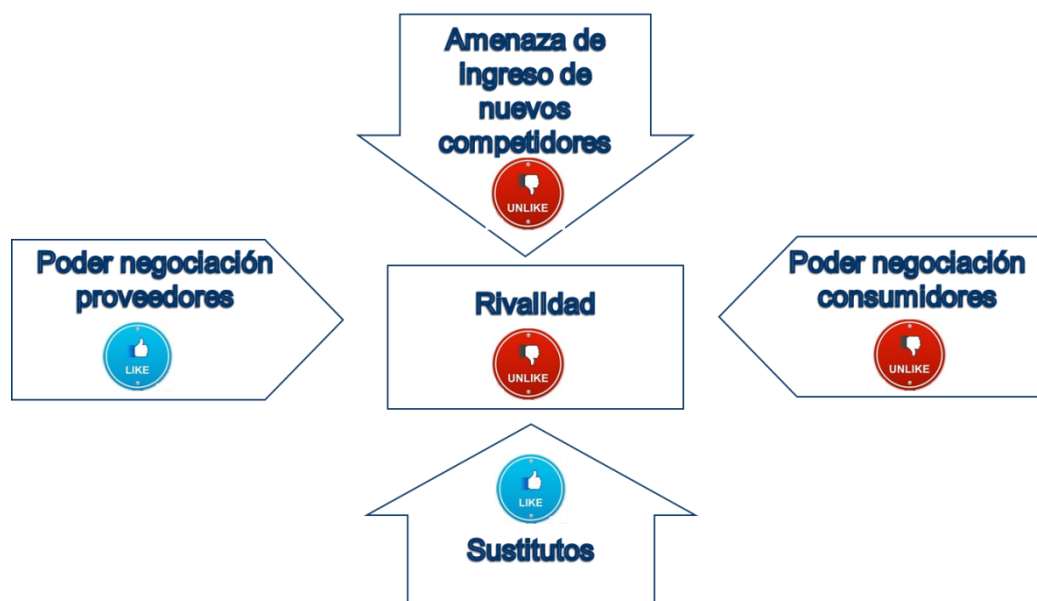 Amenaza de
ingreso de
nuevos
competidores
UNLIKE
Poder negociación
proveedores
LIKE
Rivalidad
UNLIKE
Poder negociación
consumidores
UNLIKE
LIKE
Sustitutos